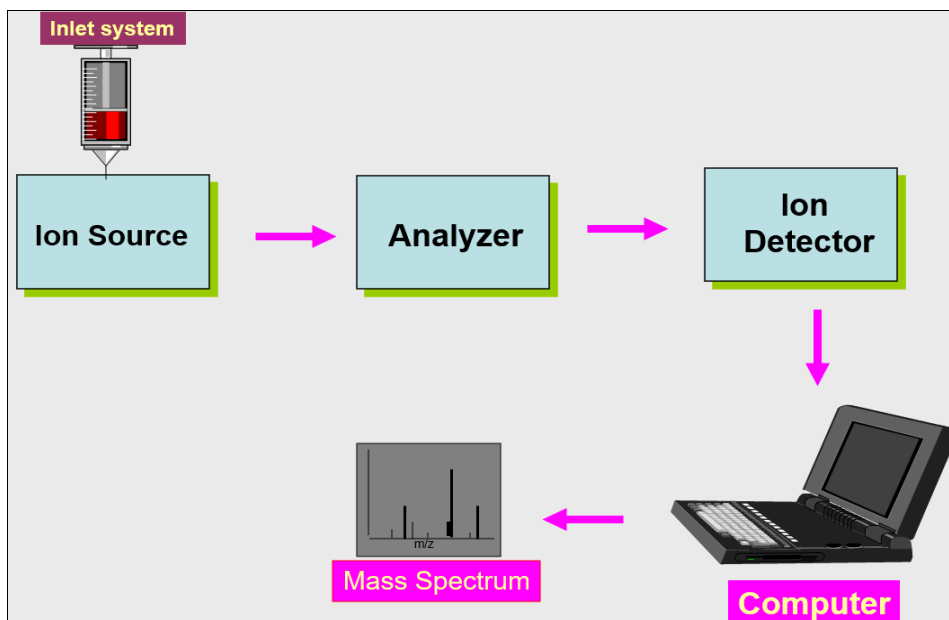 Inlet system
Ion Source
Analyzer
Ion
Detector
m/z
Mass Spectrum
Computer